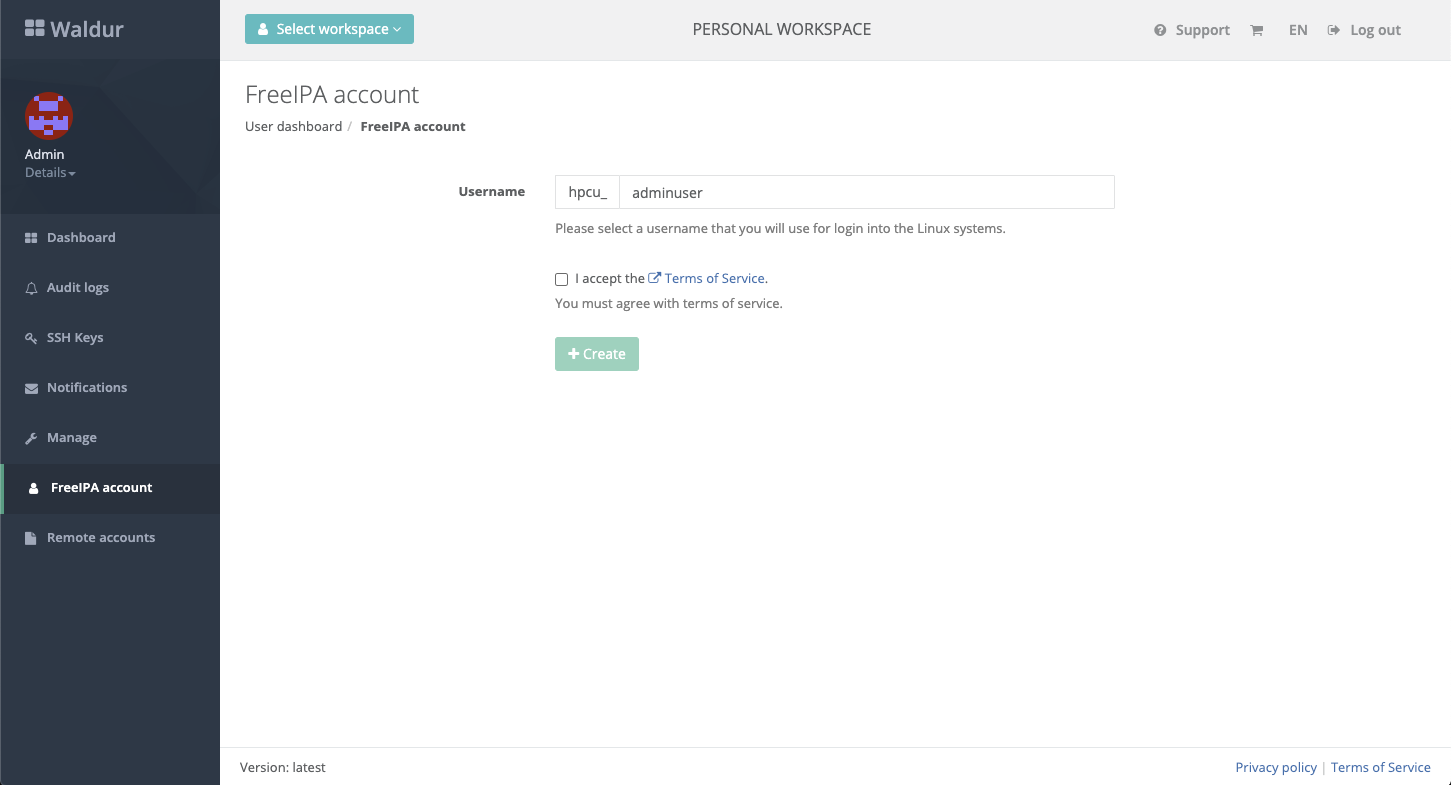 Waldur
Select workspace
PERSONAL WORKSPACE
Support
EN
Log out
Admin
Details
Dashboard
Audit logs
SSH Keys
Notifications
Manage
FreeIPA account
Remote accounts
FreeIPA account
User dashboard / FreeIPA account
Username hpcu_ adminuser
Please select a username that you will use for login into the Linux systems.
I accept the Terms of Service.
You must agree with terms of service.
Create
Version: latest
Privacy policy | Terms of Service